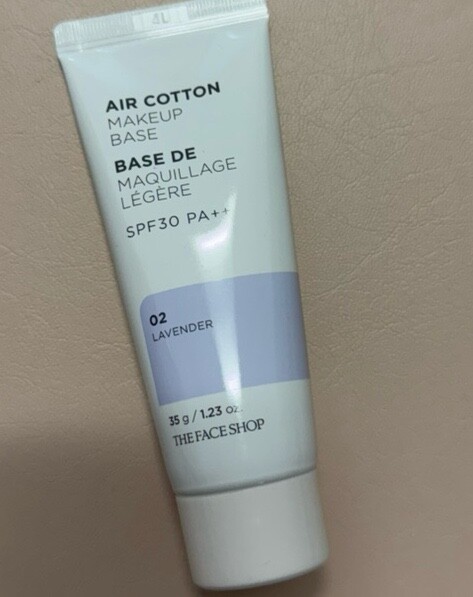 AIR COTTON
MAKEUP
BASE
BASE DE
MAQUILLAGE
LÉGÈRE
SPF30 PA++
02
LAVENDER
35 g / 1.23 oz.
THE FACE SHOP